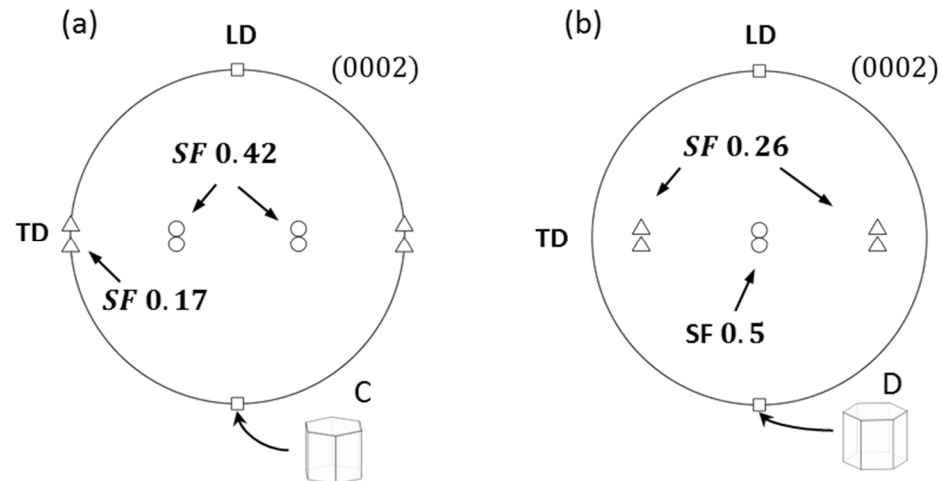 (a)
LD
(0002)
SF 0.42
TD
SF 0.17
C
(b)
LD
(0002)
SF 0.26
TD
SF 0.5
D